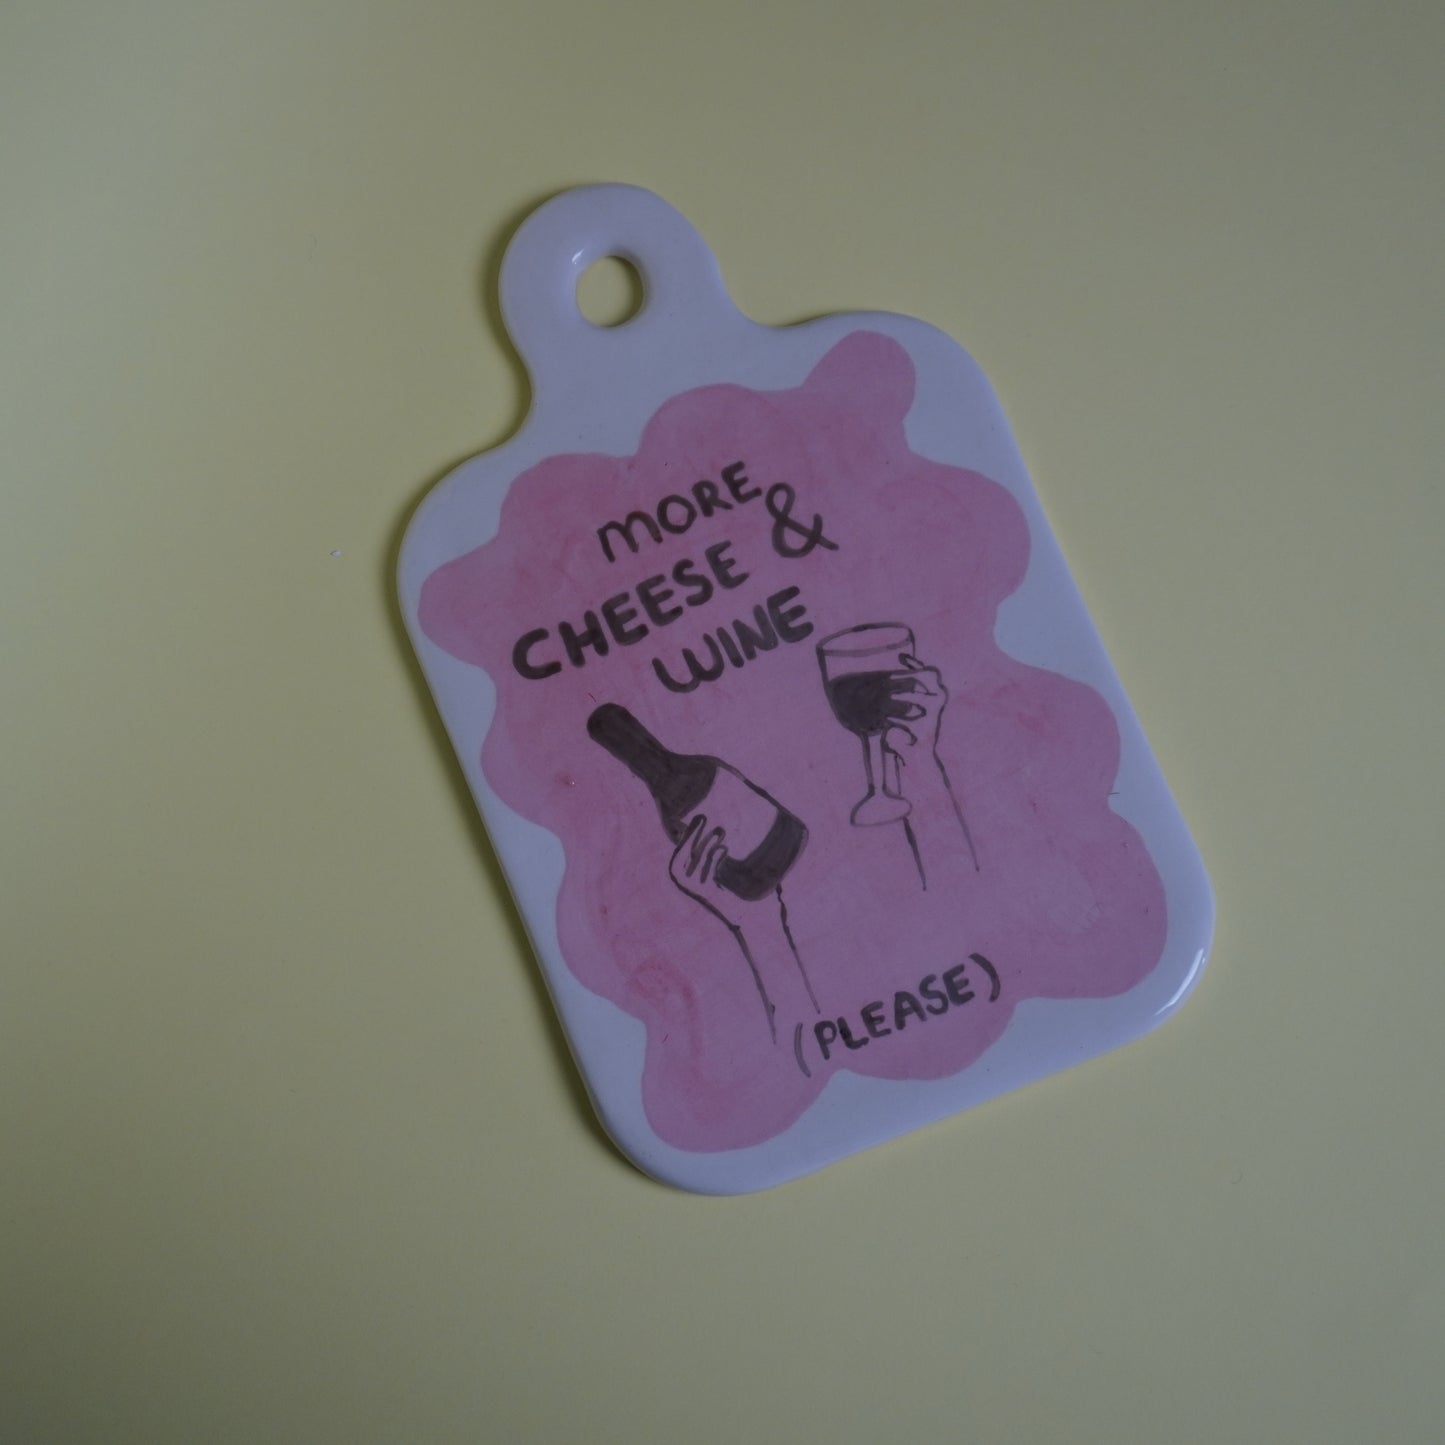 MORE
CHEESE &
WINE
(PLEASE)